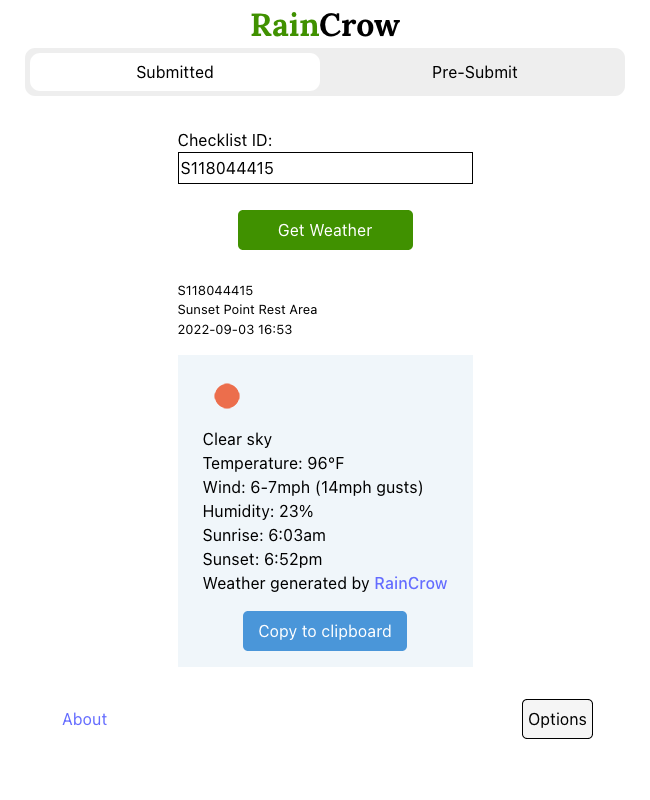 RainCrow
Submitted Pre-Submit
Checklist ID:
S118044415
Get Weather
S118044415
Sunset Point Rest Area
2022-09-03 16:53
Clear sky
Temperature: 96°F
Wind: 6-7mph (14mph gusts)
Humidity: 23%
Sunrise: 6:03am
Sunset: 6:52pm
Weather generated by RainCrow
Copy to clipboard
About Options